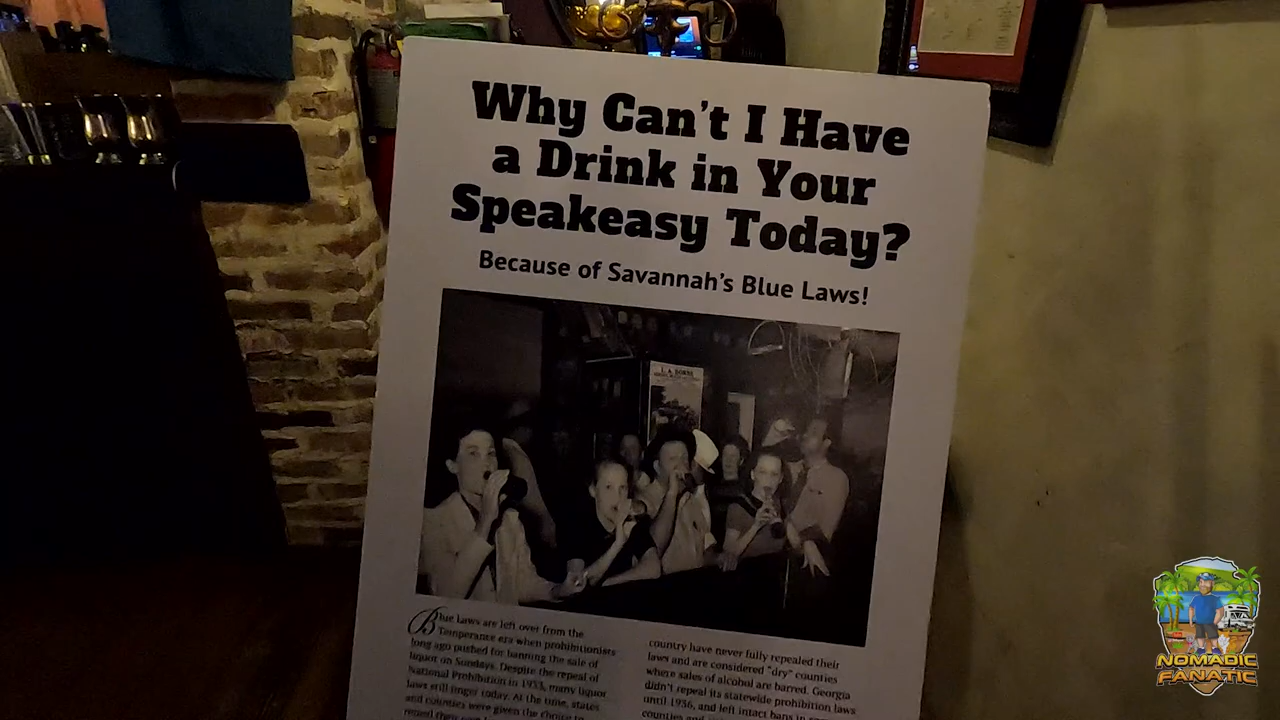 Why Can't I Have
a Drink in Your
Speakeasy Today?
Because of Savannah's Blue Laws!
Blue Laws are left over from the
Temperance era when prohibitionists
long ago pushed for banning the sale of
liquor on Sundays. Despite the repeal of
National Prohibition in 1933, many liquor
laws still linger today. At the time, states
and counties were given the choice to
country have never fully repealed their
laws and are considered "dry" counties
where sales of alcohol are barred. Georgia
didn't repeal its statewide prohibition laws
until 1936, and left intact bans in
counties and
NOMADIC
FANATIC